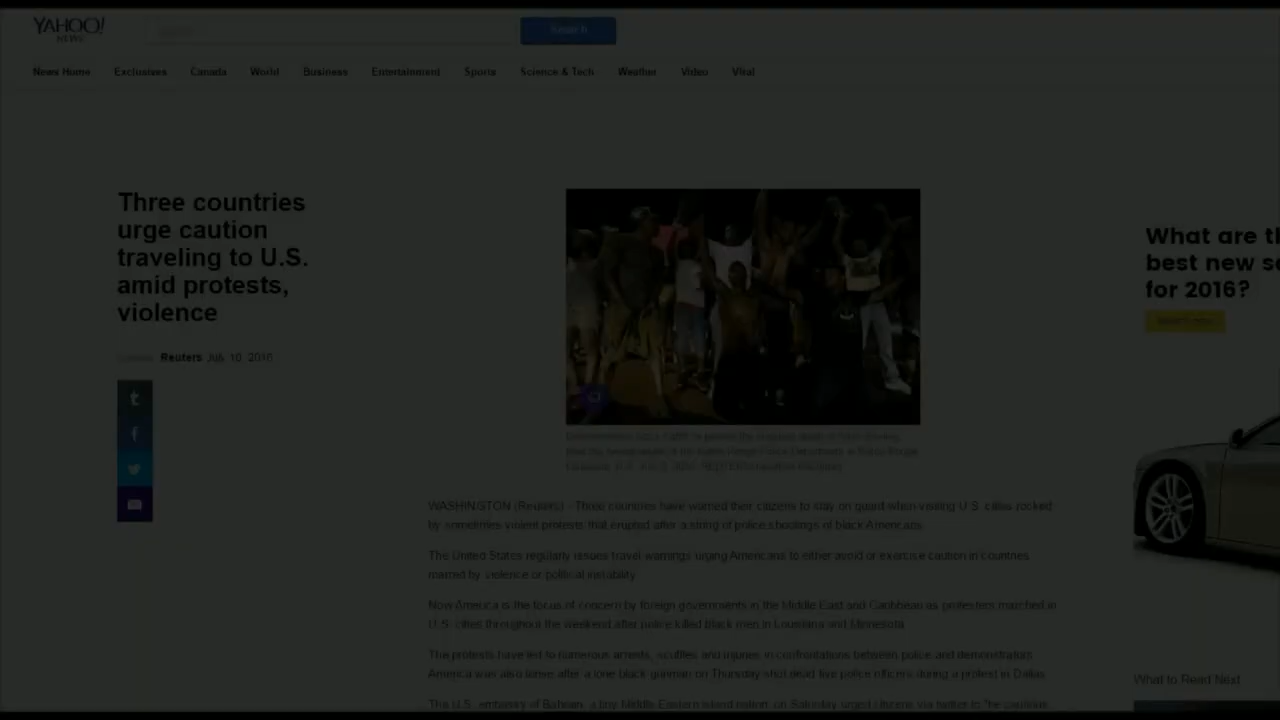 YAHOO!
NEWS
Search
News Home Exclusives Canada World Business Entertainment Sports Science & Tech Weather Video Viral
Three countries
urge caution
traveling to U.S.
amid protests,
violence
Reuters July 10, 2016
What are th
best new se
for 2016?
WASHINGTON (Reuters) - Three countries have warned their citizens to stay on guard when visiting U.S. cities rocked
by sometimes violent protests that erupted after a string of police shootings of black Americans.
The United States regularly issues travel warnings urging Americans to either avoid or exercise caution in countries
marred by violence or political instability.
Now America is the focus of concern by foreign governments in the Middle East and Caribbean as protesters marched in
U.S. cities throughout the weekend after police killed black men in Louisiana and Minnesota.
The protests have led to numerous arrests, scuffles and injuries in confrontations between police and demonstrators.
America was also tense after a lone black gunman on Thursday shot dead five police officers during a protest in Dallas.
The U.S. embassy of Bahrain, a tiny Middle Eastern island nation, on Saturday urged citizens via twitter to "be cautious
What to Read Next